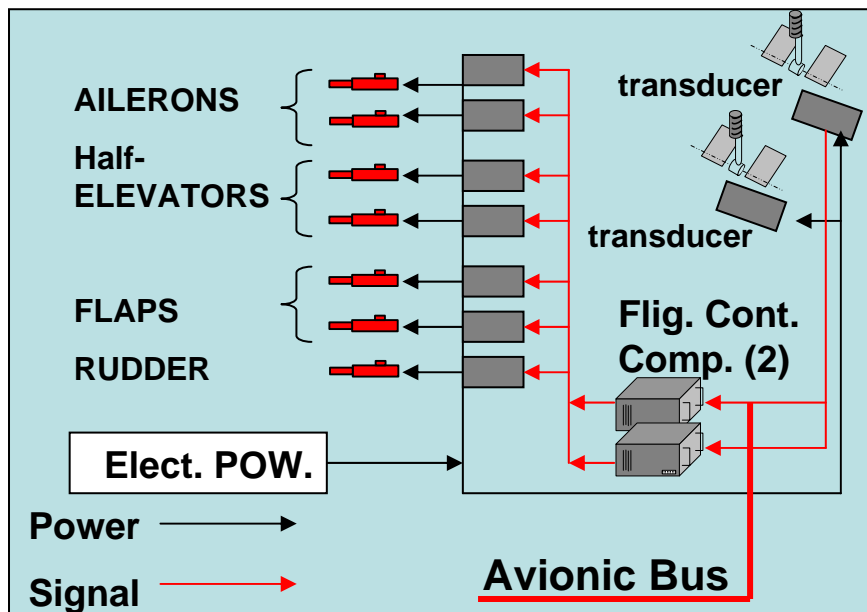 AILERONS
Half-
ELEVATORS
FLAPS
RUDDER
transducer
transducer
Flig. Cont.
Comp. (2)
Elect. POW.
Power
Signal
Avionic Bus